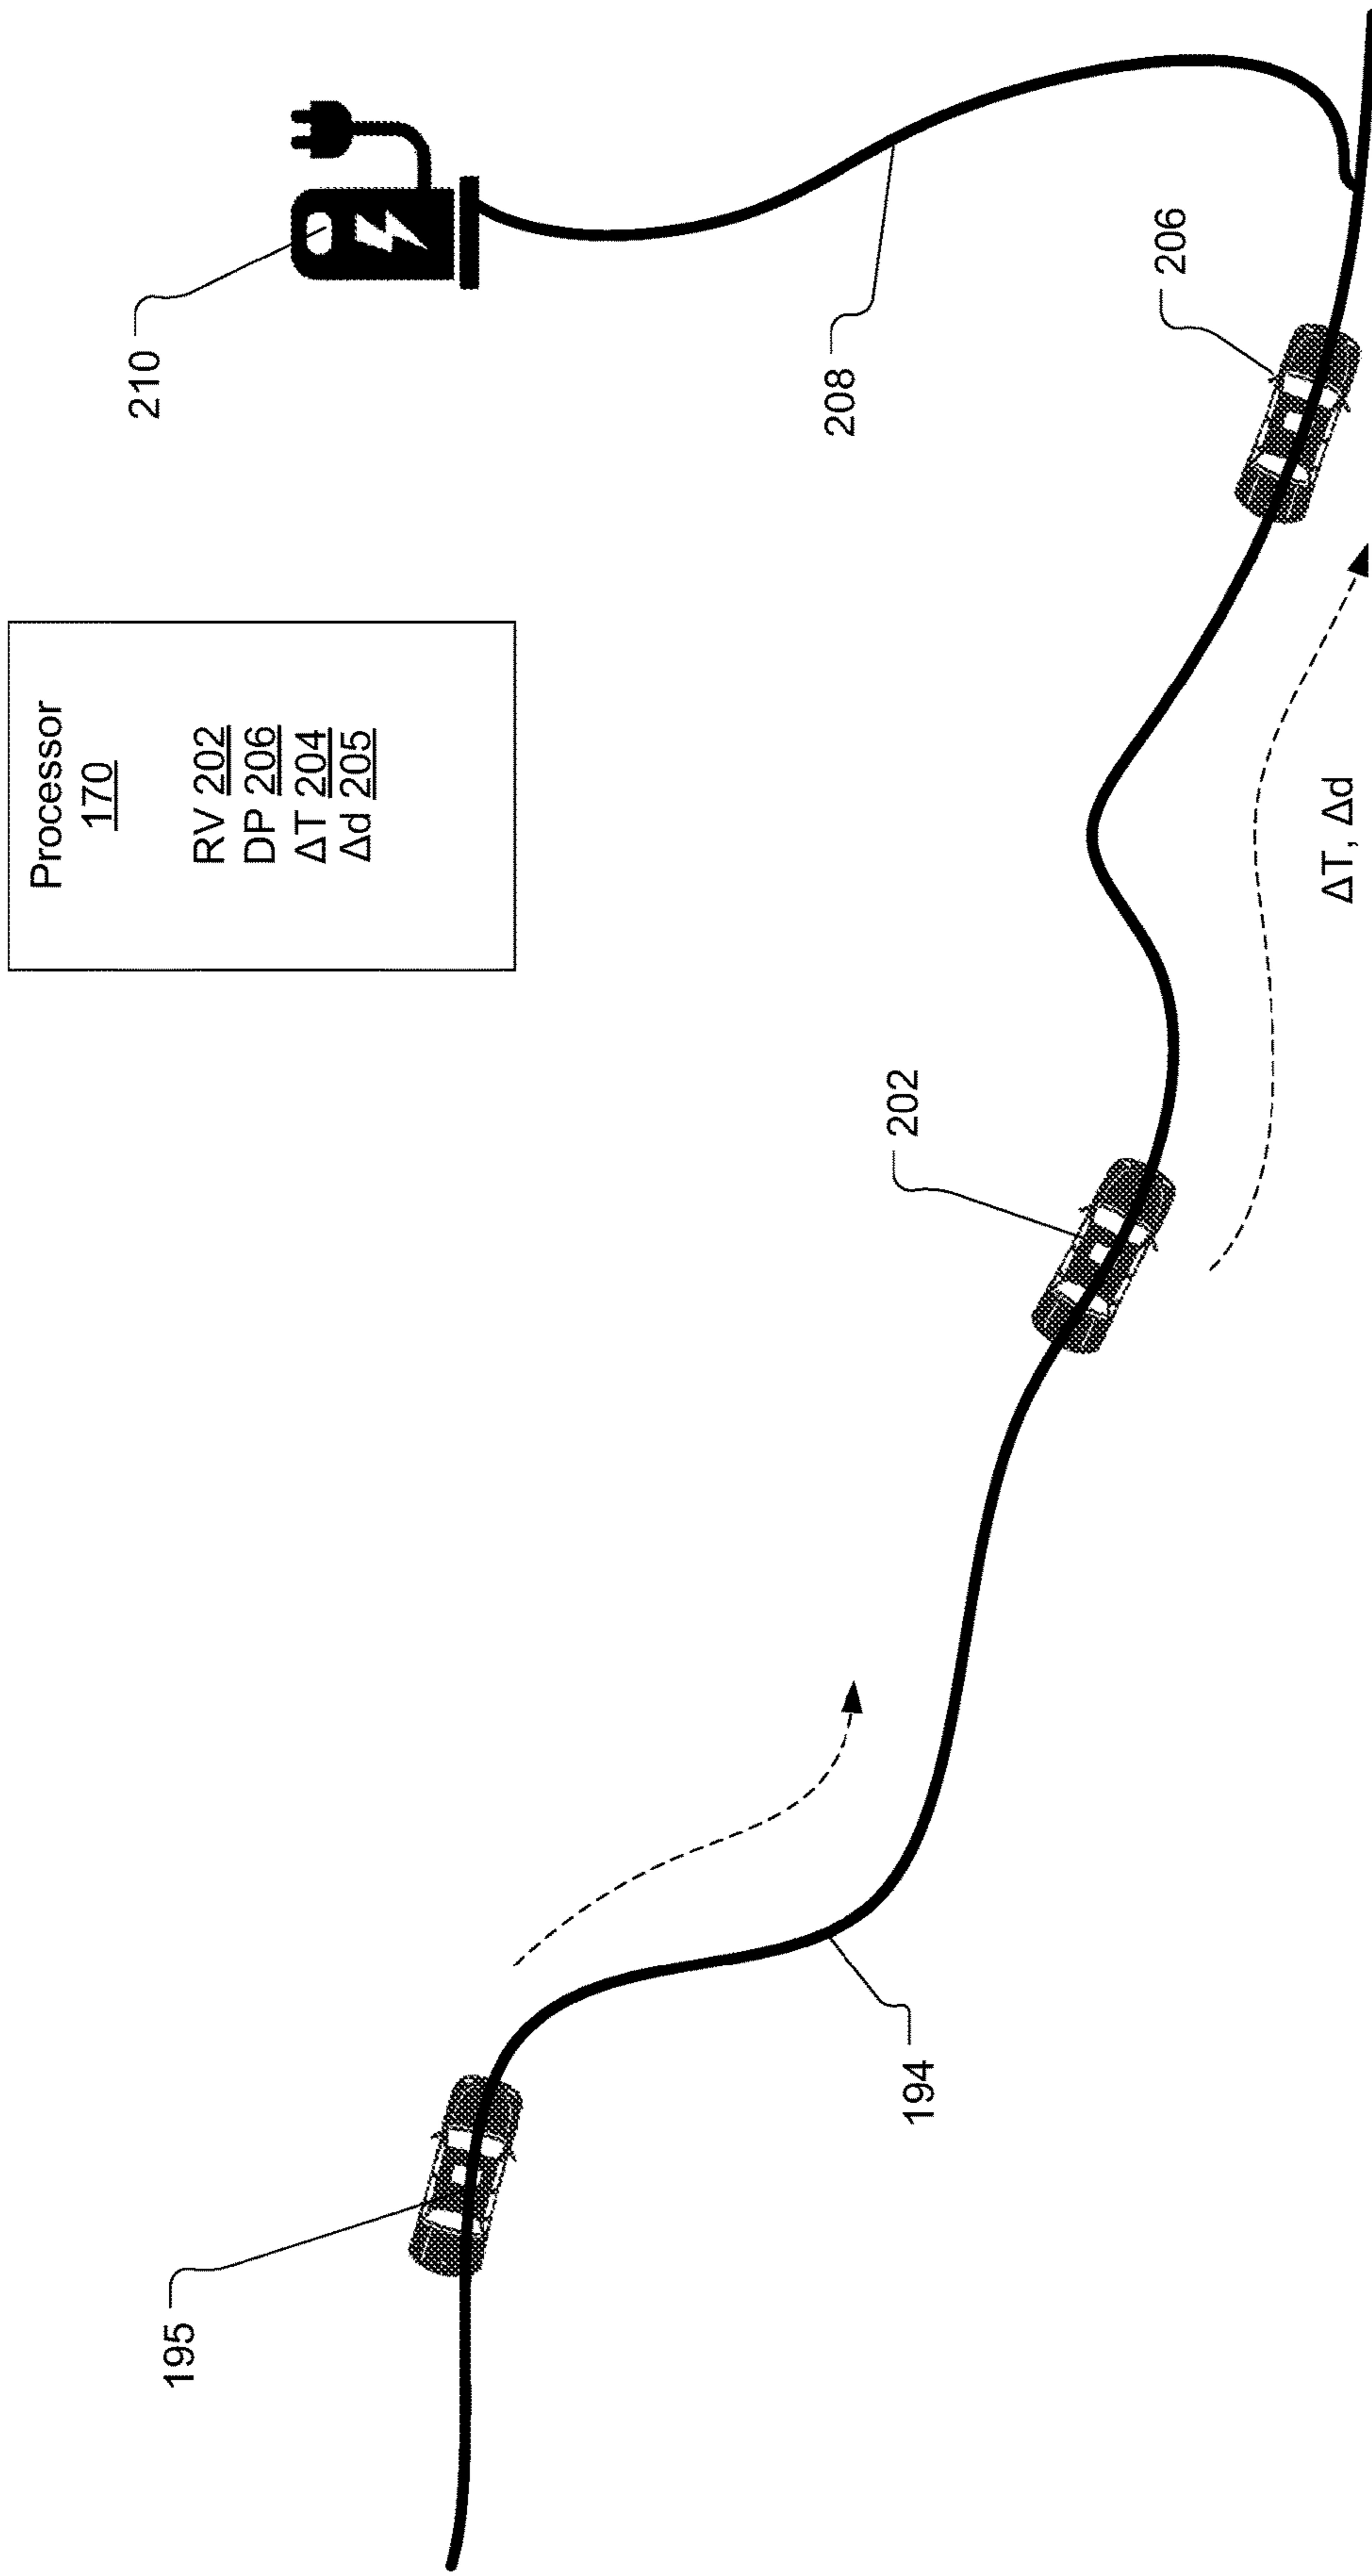 Processor
170
RV 202
DP 206
ΔT 204
Δd 205
210
195
194
202
208
206
ΔT, Δd